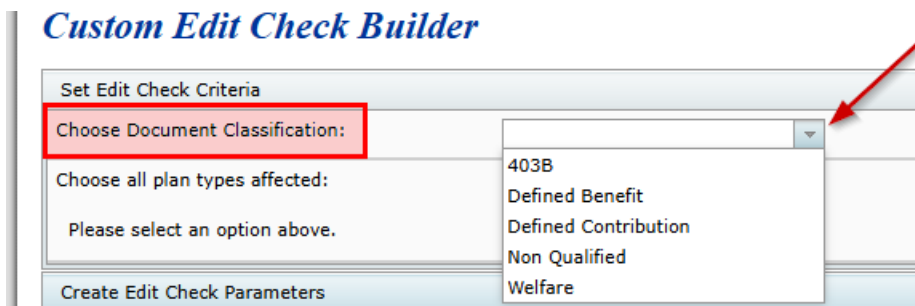 Custom Edit Check Builder
Set Edit Check Criteria
Choose Document Classification:
403B
Choose all plan types affected:
Defined Benefit
Please select an option above.
Defined Contribution
Non Qualified
Create Edit Check Parameters
Welfare